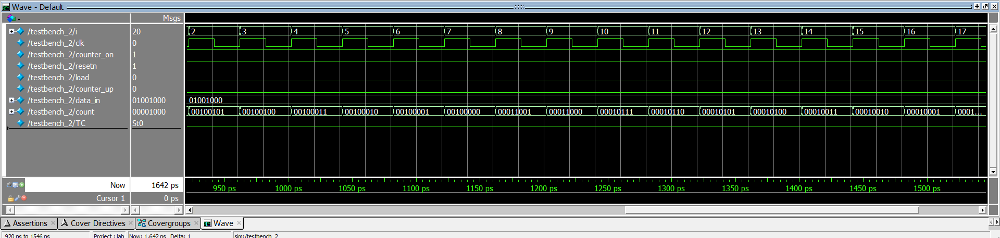 Wave - Default
Msgs
/testbench_2/i 20 2 3 4 5 6 7 8 9 10 11 12 13 14 15 16 17
/testbench_2/clk 0
/testbench_2/counter_on 1
/testbench_2/resetn 1
/testbench_2/load 0
/testbench_2/counter_up 0
/testbench_2/data_in 01001000 01001000
/testbench_2/count 00001000 00100101 00100100 00100011 00100010 00100001 00100000 00011001 00011000 00010111 00010110 00010101 00010100 00010011 00010010 00010001 0001...
/testbench_2/TC St0
Now 1642 ps 950 ps 1000 ps 1050 ps 1100 ps 1150 ps 1200 ps 1250 ps 1300 ps 1350 ps 1400 ps 1450 ps 1500 ps
Cursor 1 0 ps
Assertions Cover Directives Covergroups Wave
920 ps to 1546 ps Project : lab Now: 1,642 ps Delta: 1 sim:/testbench_2